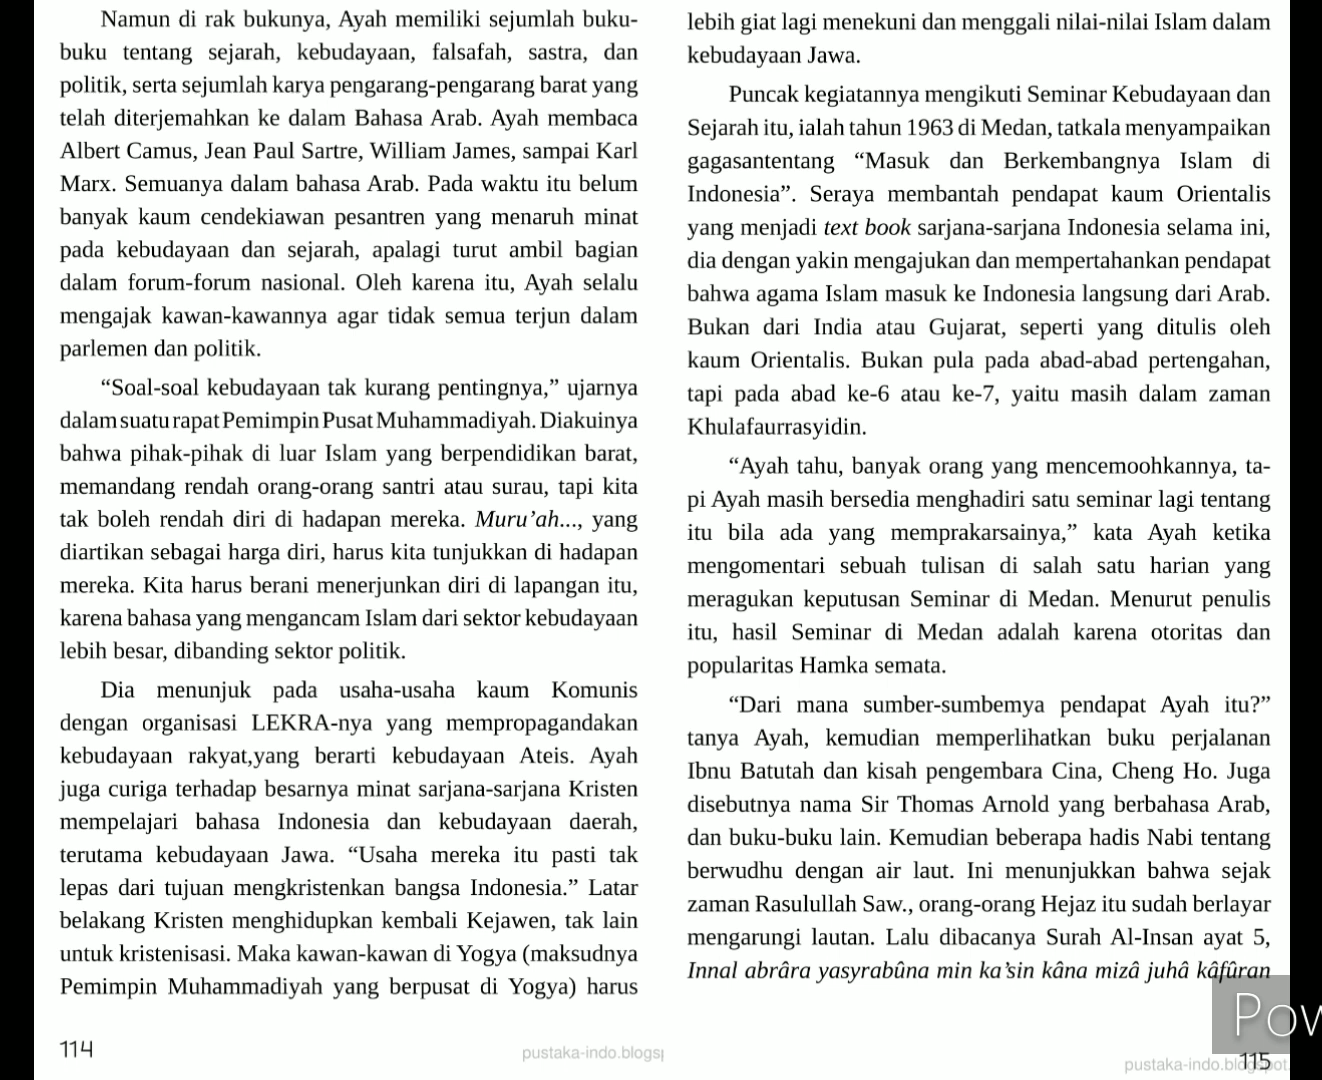 Namun di rak bukunya, Ayah memiliki sejumlah buku-
buku tentang sejarah, kebudayaan, falsafah, sastra, dan
politik, serta sejumlah karya pengarang-pengarang barat yang
telah diterjemahkan ke dalam Bahasa Arab. Ayah membaca
Albert Camus, Jean Paul Sartre, William James, sampai Karl
Marx. Semuanya dalam bahasa Arab. Pada waktu itu belum
banyak kaum cendekiawan pesantren yang menaruh minat
pada kebudayaan dan sejarah, apalagi turut ambil bagian
dalam forum-forum nasional. Oleh karena itu, Ayah selalu
mengajak kawan-kawannya agar tidak semua terjun dalam
parlemen dan politik.
“Soal-soal kebudayaan tak kurang pentingnya,” ujarnya
dalam suatu rapat Pemimpin Pusat Muhammadiyah. Diakuinya
bahwa pihak-pihak di luar Islam yang berpendidikan barat,
memandang rendah orang-orang santri atau surau, tapi kita
tak boleh rendah diri di hadapan mereka. Muru’ah..., yang
diartikan sebagai harga diri, harus kita tunjukkan di hadapan
mereka. Kita harus berani menerjunkan diri di lapangan itu,
karena bahasa yang mengancam Islam dari sektor kebudayaan
lebih besar, dibanding sektor politik.
Dia menunjuk pada usaha-usaha kaum Komunis
dengan organisasi LEKRA-nya yang mempropagandakan
kebudayaan rakyat,yang berarti kebudayaan Ateis. Ayah
juga curiga terhadap besarnya minat sarjana-sarjana Kristen
mempelajari bahasa Indonesia dan kebudayaan daerah,
terutama kebudayaan Jawa. “Usaha mereka itu pasti tak
lepas dari tujuan mengkristenkan bangsa Indonesia.” Latar
belakang Kristen menghidupkan kembali Kejawen, tak lain
untuk kristenisasi. Maka kawan-kawan di Yogya (maksudnya
Pemimpin Muhammadiyah yang berpusat di Yogya) harus
114
pustaka-indo.blogsp
lebih giat lagi menekuni dan menggali nilai-nilai Islam dalam
kebudayaan Jawa.
Puncak kegiatannya mengikuti Seminar Kebudayaan dan
Sejarah itu, ialah tahun 1963 di Medan, tatkala menyampaikan
gagasantentang “Masuk dan Berkembangnya Islam di
Indonesia”. Seraya membantah pendapat kaum Orientalis
yang menjadi text book sarjana-sarjana Indonesia selama ini,
dia dengan yakin mengajukan dan mempertahankan pendapat
bahwa agama Islam masuk ke Indonesia langsung dari Arab.
Bukan dari India atau Gujarat, seperti yang ditulis oleh
kaum Orientalis. Bukan pula pada abad-abad pertengahan,
tapi pada abad ke-6 atau ke-7, yaitu masih dalam zaman
Khulafaurrasyidin.
“Ayah tahu, banyak orang yang mencemoohkannya, ta-
pi Ayah masih bersedia menghadiri satu seminar lagi tentang
itu bila ada yang memprakarsainya,” kata Ayah ketika
mengomentari sebuah tulisan di salah satu harian yang
meragukan keputusan Seminar di Medan. Menurut penulis
itu, hasil Seminar di Medan adalah karena otoritas dan
popularitas Hamka semata.
“Dari mana sumber-sumbemya pendapat Ayah itu?”
tanya Ayah, kemudian memperlihatkan buku perjalanan
Ibnu Batutah dan kisah pengembara Cina, Cheng Ho. Juga
disebutnya nama Sir Thomas Arnold yang berbahasa Arab,
dan buku-buku lain. Kemudian beberapa hadis Nabi tentang
berwudhu dengan air laut. Ini menunjukkan bahwa sejak
zaman Rasulullah Saw., orang-orang Hejaz itu sudah berlayar
mengarungi lautan. Lalu dibacanya Surah Al-Insan ayat 5,
Innal abrâra yasyrabûna min ka’sin kâna mizâ juhâ kâfûran
Pow
115
pustaka-indo.blogspot.